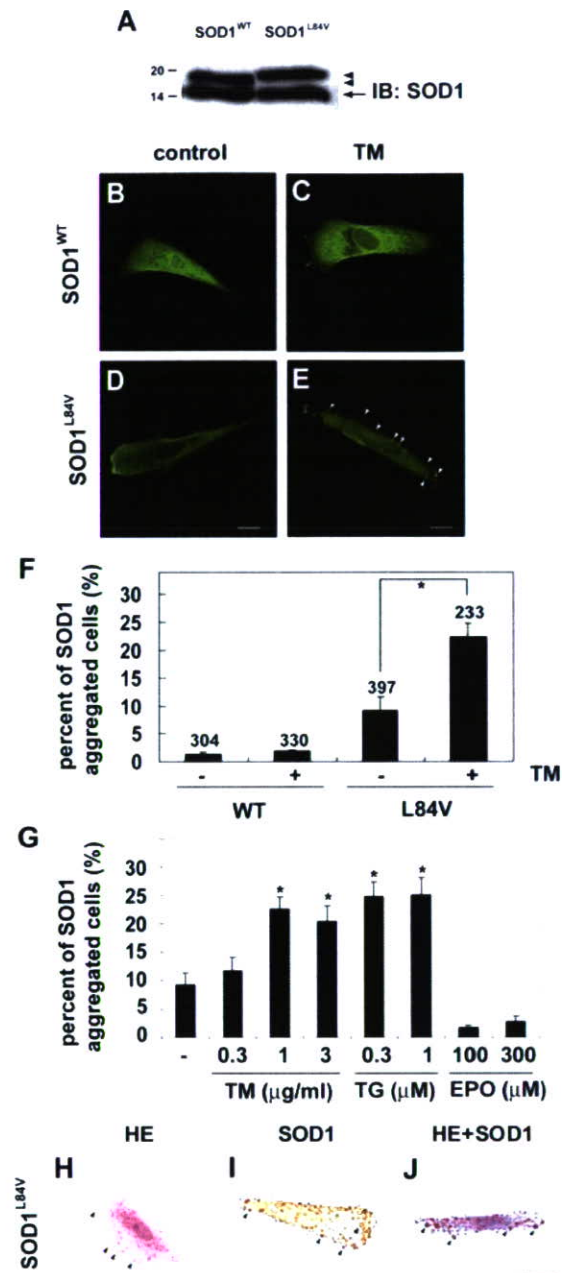 A
SOD1WT SOD1L84V
20
14
IB: SOD1
control TM
SOD1WT
B
C
SOD1L84V
D
E
F
percent of SOD1 aggregated cells (%)
30
25
20
15
10
5
0
304
330
397
233
*
- + - + TM
WT L84V
G
percent of SOD1 aggregated cells (%)
30
25
20
15
10
5
0
* * * *
- 0.3 1 3 0.3 1 100 300
TM (μg/ml) TG (μM) EPO (μM)
HE SOD1 HE+SOD1
SOD1L84V
H I J